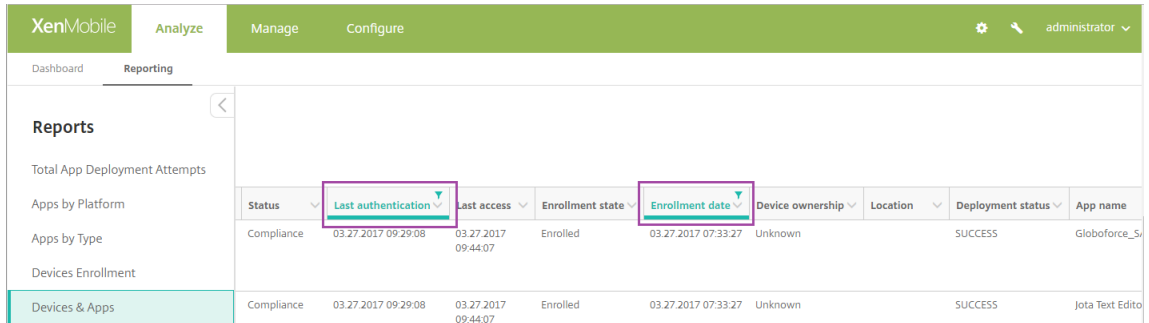 XenMobile Analyze Manage Configure administrator
Dashboard Reporting
Reports
Total App Deployment Attempts
Apps by Platform
Apps by Type
Devices Enrollment
Devices & Apps
Status Last authentication Last access Enrollment state Enrollment date Device ownership Location Deployment status App name
Compliance 03.27.2017 09:29:08 03.27.2017 Enrolled 03.27.2017 07:33:27 Unknown SUCCESS Globoforce_S
09:44:07
Compliance 03.27.2017 09:29:08 03.27.2017 Enrolled 03.27.2017 07:33:27 Unknown SUCCESS Jota Text Edito
09:44:07